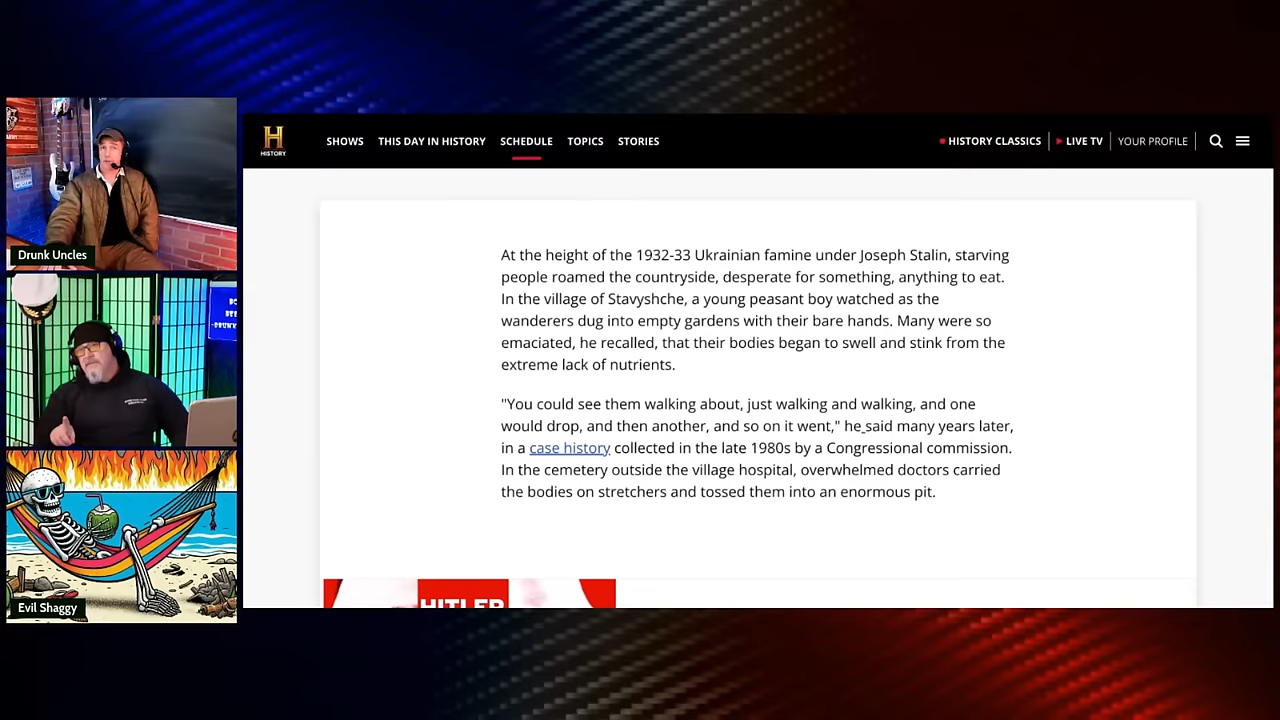 H
HISTORY
SHOWS
THIS DAY IN HISTORY
SCHEDULE
TOPICS
STORIES
HISTORY CLASSICS
LIVE TV
YOUR PROFILE
At the height of the 1932-33 Ukrainian famine under Joseph Stalin, starving
people roamed the countryside, desperate for something, anything to eat.
In the village of Stavyshche, a young peasant boy watched as the
wanderers dug into empty gardens with their bare hands. Many were so
emaciated, he recalled, that their bodies began to swell and stink from the
extreme lack of nutrients.
"You could see them walking about, just walking and walking, and one
would drop, and then another, and so on it went," he said many years later,
in a case history collected in the late 1980s by a Congressional commission.
In the cemetery outside the village hospital, overwhelmed doctors carried
the bodies on stretchers and tossed them into an enormous pit.
HITLER
Drunk Uncles
Evil Shaggy